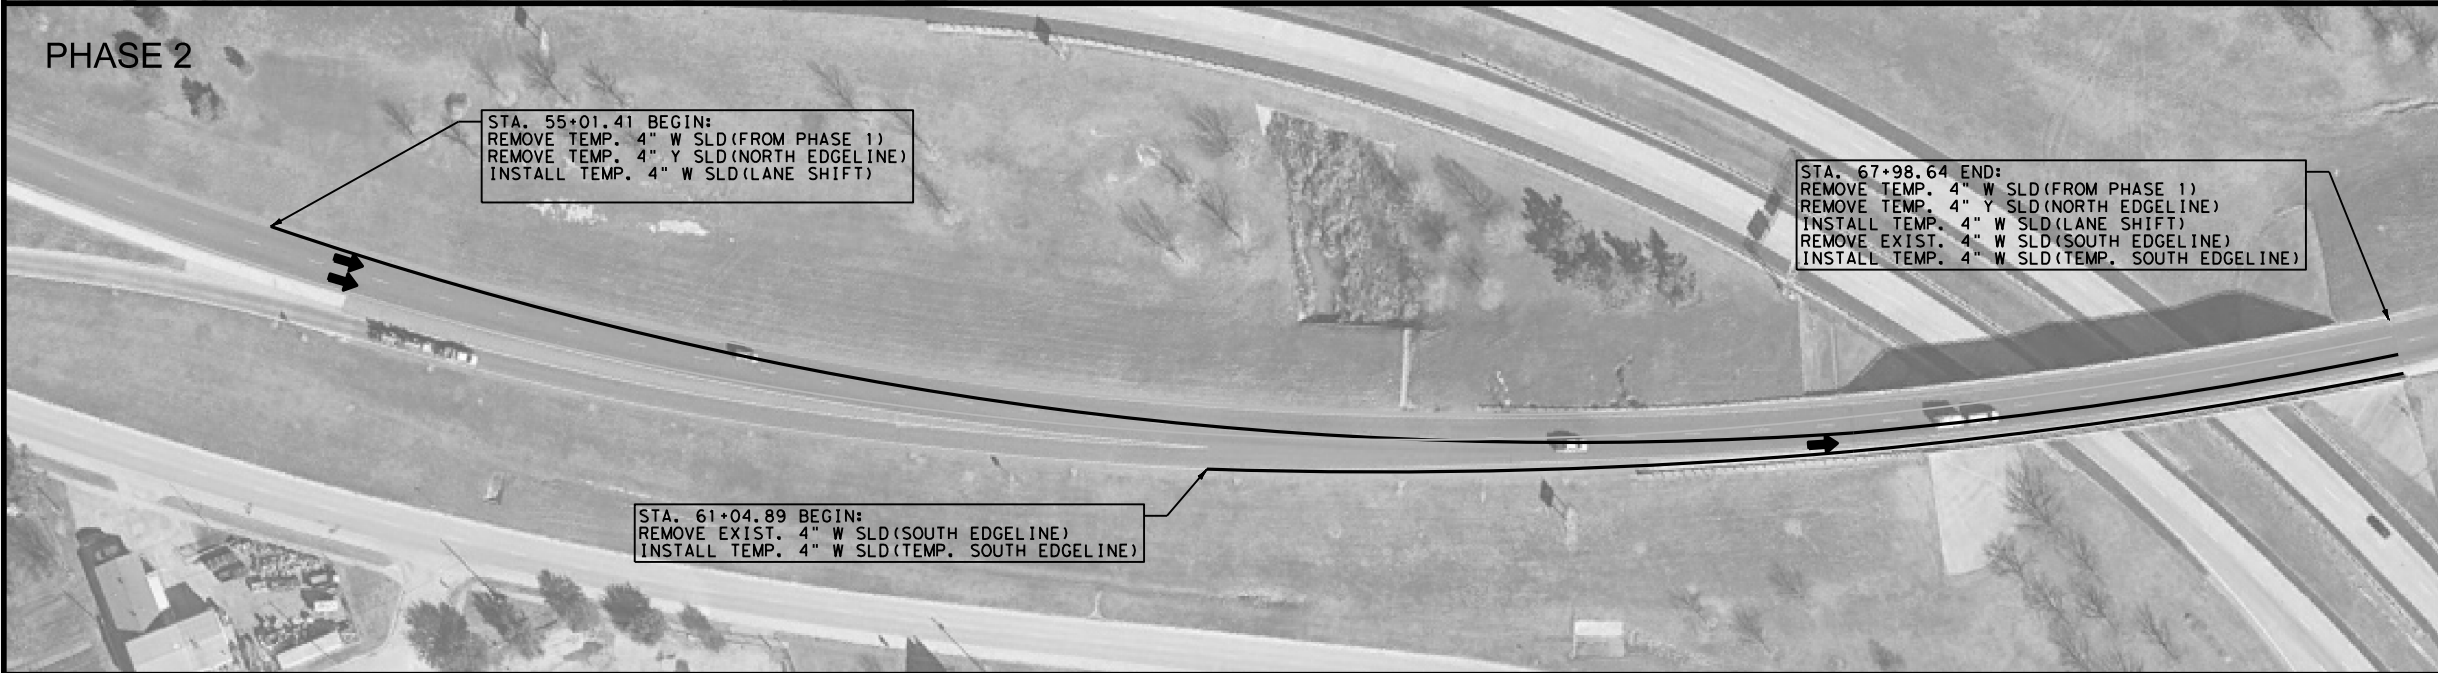 PHASE 2
STA. 55+01.41 BEGIN:
REMOVE TEMP. 4" W SLD(FROM PHASE 1)
REMOVE TEMP. 4" Y SLD(NORTH EDGELINE)
INSTALL TEMP. 4" W SLD(LANE SHIFT)
STA. 67+98.64 END:
REMOVE TEMP. 4" W SLD(FROM PHASE 1)
REMOVE TEMP. 4" Y SLD(NORTH EDGELINE)
INSTALL TEMP. 4" W SLD(LANE SHIFT)
REMOVE EXIST. 4" W SLD(SOUTH EDGELINE)
INSTALL TEMP. 4" W SLD(TEMP. SOUTH EDGELINE)
STA. 61+04.89 BEGIN:
REMOVE EXIST. 4" W SLD(SOUTH EDGELINE)
INSTALL TEMP. 4" W SLD(TEMP. SOUTH EDGELINE)